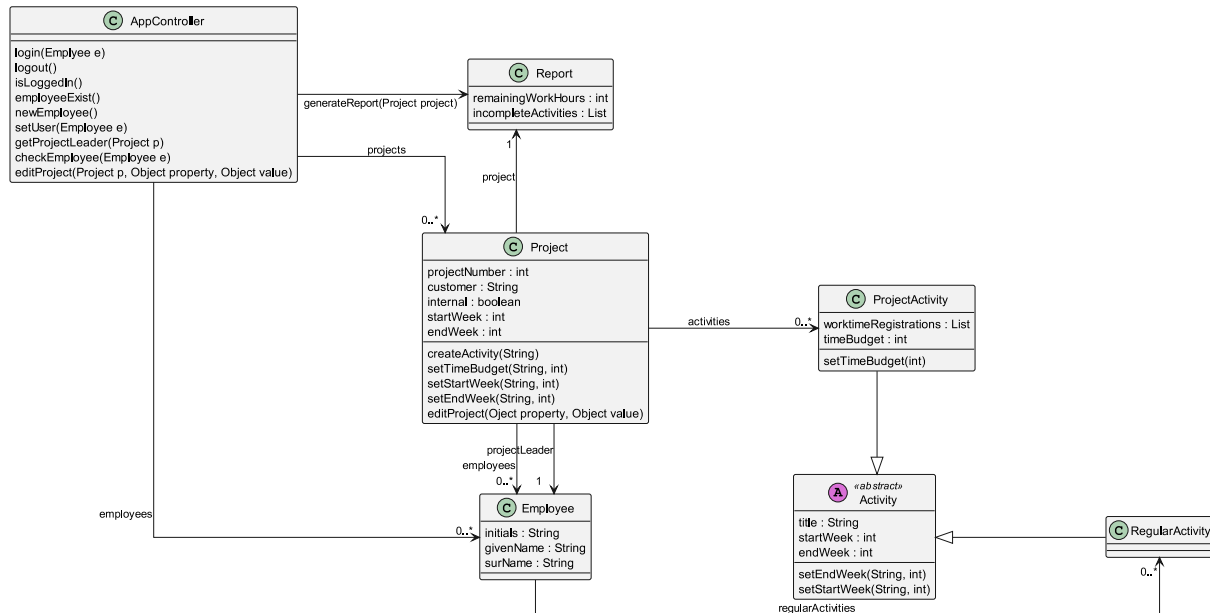 C AppController
login(Emplyee e)
logout()
isLoggedIn()
employeeExist()
newEmployee()
setUser(Employee e)
getProjectLeader(Project p)
checkEmployee(Employee e)
editProject(Project p, Object property, Object value)
generateReport(Project project)
C Report
remainingWorkHours : int
incompleteActivities : List
1
project
projects
0..*
C Project
projectNumber : int
customer : String
internal : boolean
startWeek : int
endWeek : int
createActivity(String)
setTimeBudget(String, int)
setStartWeek(String, int)
setEndWeek(String, int)
editProject(Oject property, Object value)
activities
0..*
C ProjectActivity
worktimeRegistrations : List
timeBudget : int
setTimeBudget(int)
projectLeader
employees
0..*
1
employees
0..*
C Employee
initials : String
givenName : String
surName : String
A «abstract»
Activity
title : String
startWeek : int
endWeek : int
setEndWeek(String, int)
setStartWeek(String, int)
C RegularActivity
0..*
regularActivities